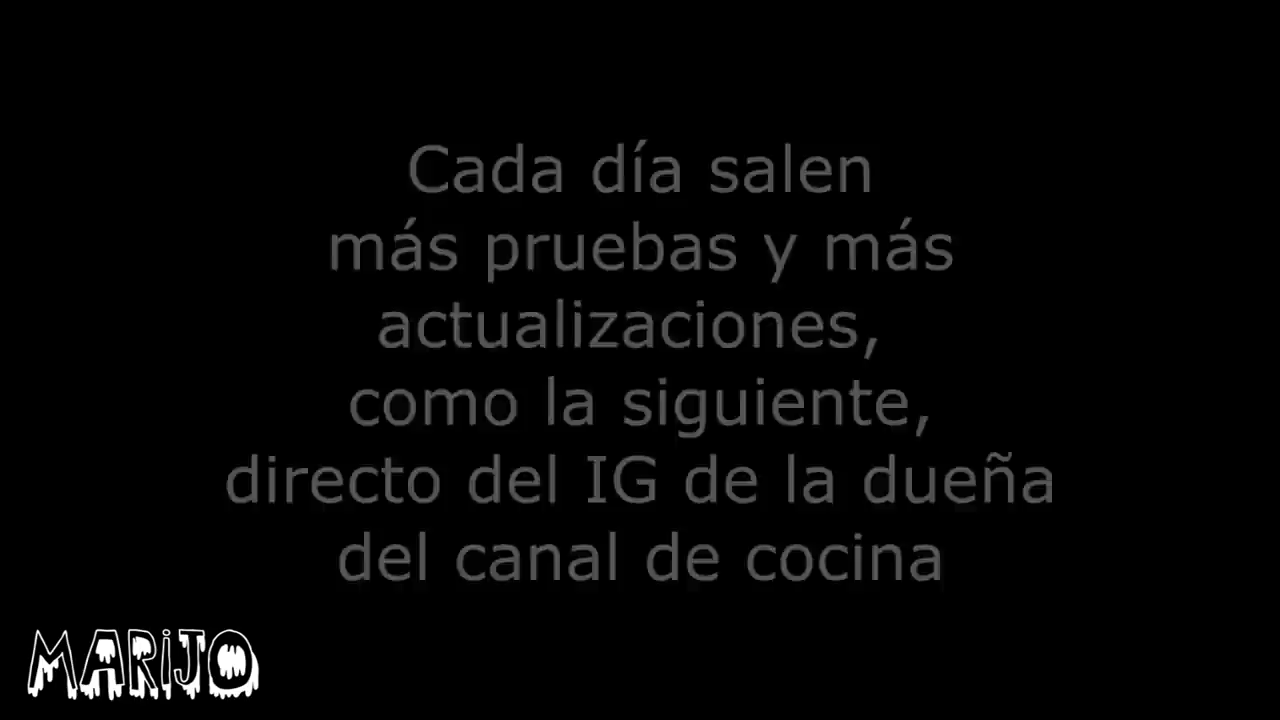 Cada día salen
más pruebas y más
actualizaciones,
como la siguiente,
directo del IG de la dueña
del canal de cocina
MARiJO